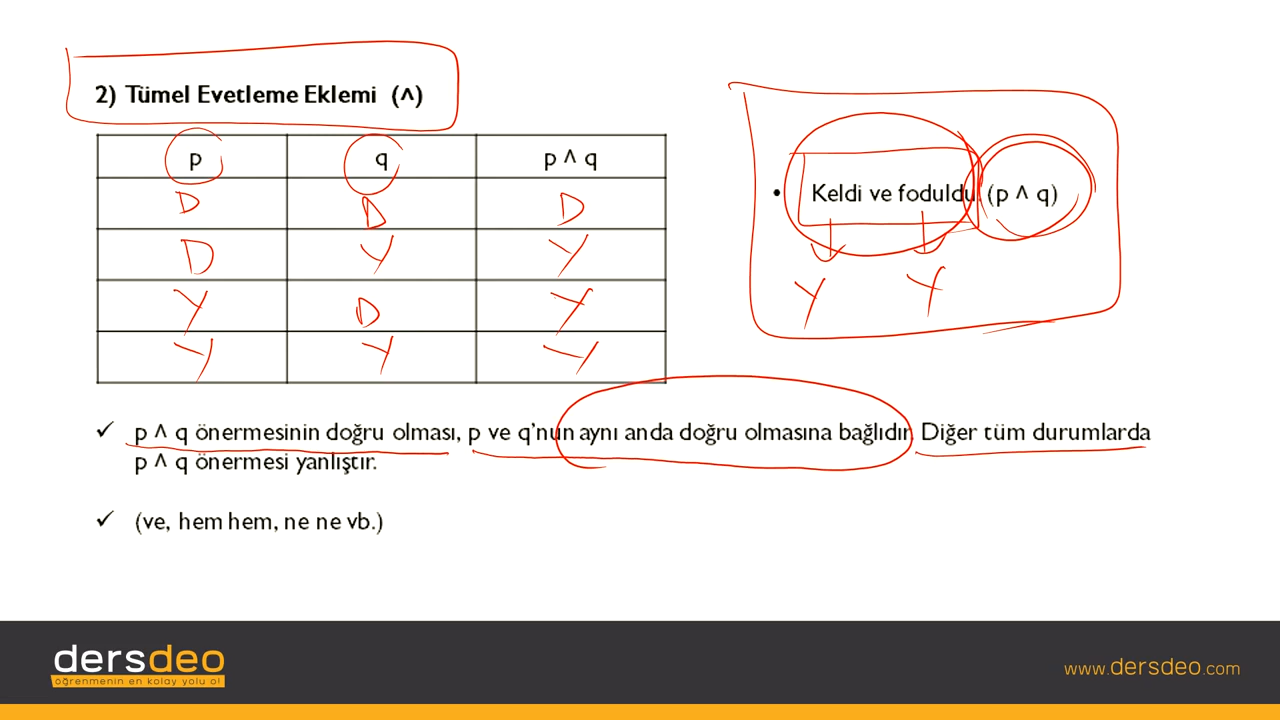 2) Tümel Evetleme Eklemi (∧)
p q p ∧ q
D D D
D Y Y
Y D Y
Y Y Y
• Keldi ve foduldu (p ∧ q)
Y Y
✓ p ∧ q önermesinin doğru olması, p ve q'nun aynı anda doğru olmasına bağlıdır. Diğer tüm durumlarda
p ∧ q önermesi yanlıştır.
✓ (ve, hem hem, ne ne vb.)
dersdeo
öğrenmenin en kolay yolu o!
www.dersdeo.com